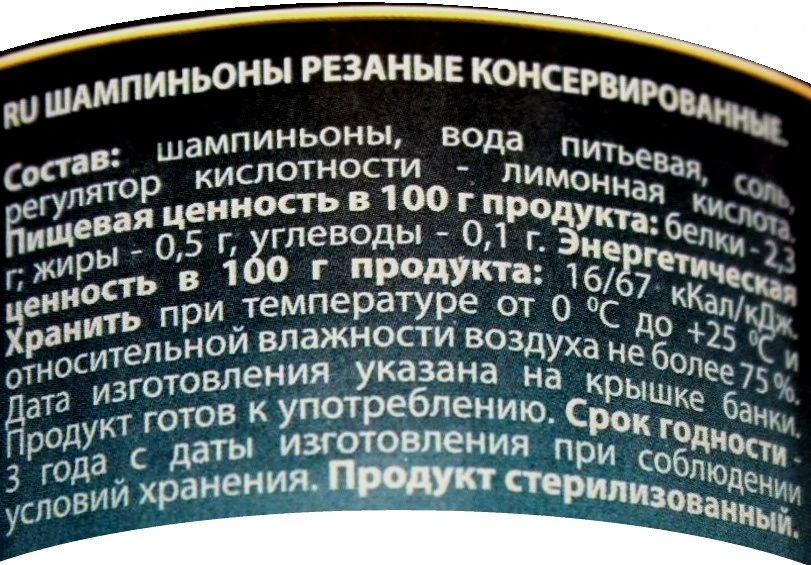 RU ШАМПИНЬОНЫ РЕЗАНЫЕ КОНСЕРВИРОВАННЫЕ.
Состав: шампиньоны, вода питьевая, соль,
регулятор кислотности - лимонная кислота.
Пищевая ценность в 100 г продукта: белки - 2,3
г; жиры - 0,5 г, углеводы - 0,1 г. Энергетическая
ценность в 100 г продукта: 16/67 кКал/кДж.
Хранить при температуре от 0 ⁰С до +25 ⁰С и
относительной влажности воздуха не более 75 %.
Дата изготовления указана на крышке банки.
Продукт готов к употреблению. Срок годности -
3 года с даты изготовления при соблюдении
условий хранения. Продукт стерилизованный.